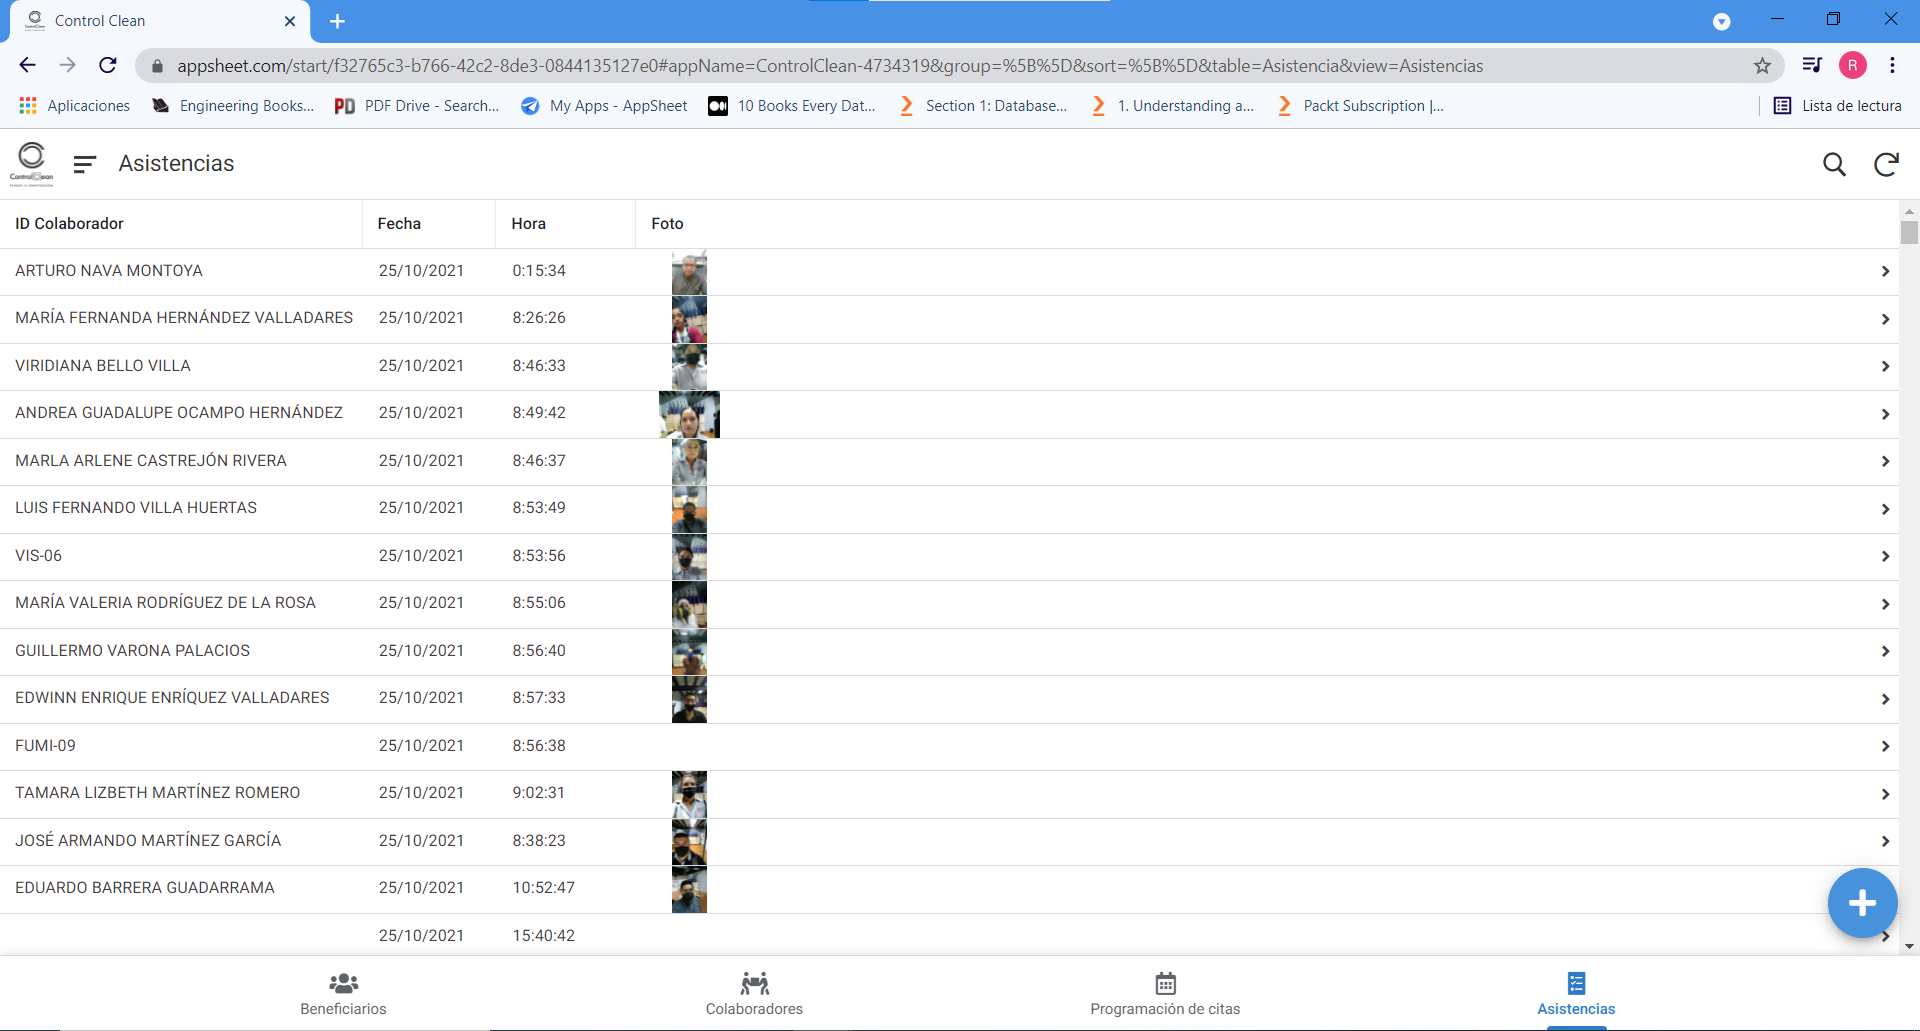 Control Clean
appsheet.com/start/f32765c3-b766-42c2-8de3-0844135127e0#appName=ControlClean-4734319&group=%5B%5D&sort=%5B%5D&table=Asistencia&view=Asistencias
R
Aplicaciones
Engineering Books...
PDF Drive - Search...
My Apps - AppSheet
10 Books Every Dat...
Section 1: Database...
1. Understanding a...
Packt Subscription |...
Lista de lectura
ControlClean
Asistencias
ID Colaborador Fecha Hora Foto
ARTURO NAVA MONTOYA 25/10/2021 0:15:34
MARÍA FERNANDA HERNÁNDEZ VALLADARES 25/10/2021 8:26:26
VIRIDIANA BELLO VILLA 25/10/2021 8:46:33
ANDREA GUADALUPE OCAMPO HERNÁNDEZ 25/10/2021 8:49:42
MARLA ARLENE CASTREJÓN RIVERA 25/10/2021 8:46:37
LUIS FERNANDO VILLA HUERTAS 25/10/2021 8:53:49
VIS-06 25/10/2021 8:53:56
MARÍA VALERIA RODRÍGUEZ DE LA ROSA 25/10/2021 8:55:06
GUILLERMO VARONA PALACIOS 25/10/2021 8:56:40
EDWINN ENRIQUE ENRÍQUEZ VALLADARES 25/10/2021 8:57:33
FUMI-09 25/10/2021 8:56:38
TAMARA LIZBETH MARTÍNEZ ROMERO 25/10/2021 9:02:31
JOSÉ ARMANDO MARTÍNEZ GARCÍA 25/10/2021 8:38:23
EDUARDO BARRERA GUADARRAMA 25/10/2021 10:52:47
25/10/2021 15:40:42
Beneficiarios
Colaboradores
Programación de citas
Asistencias